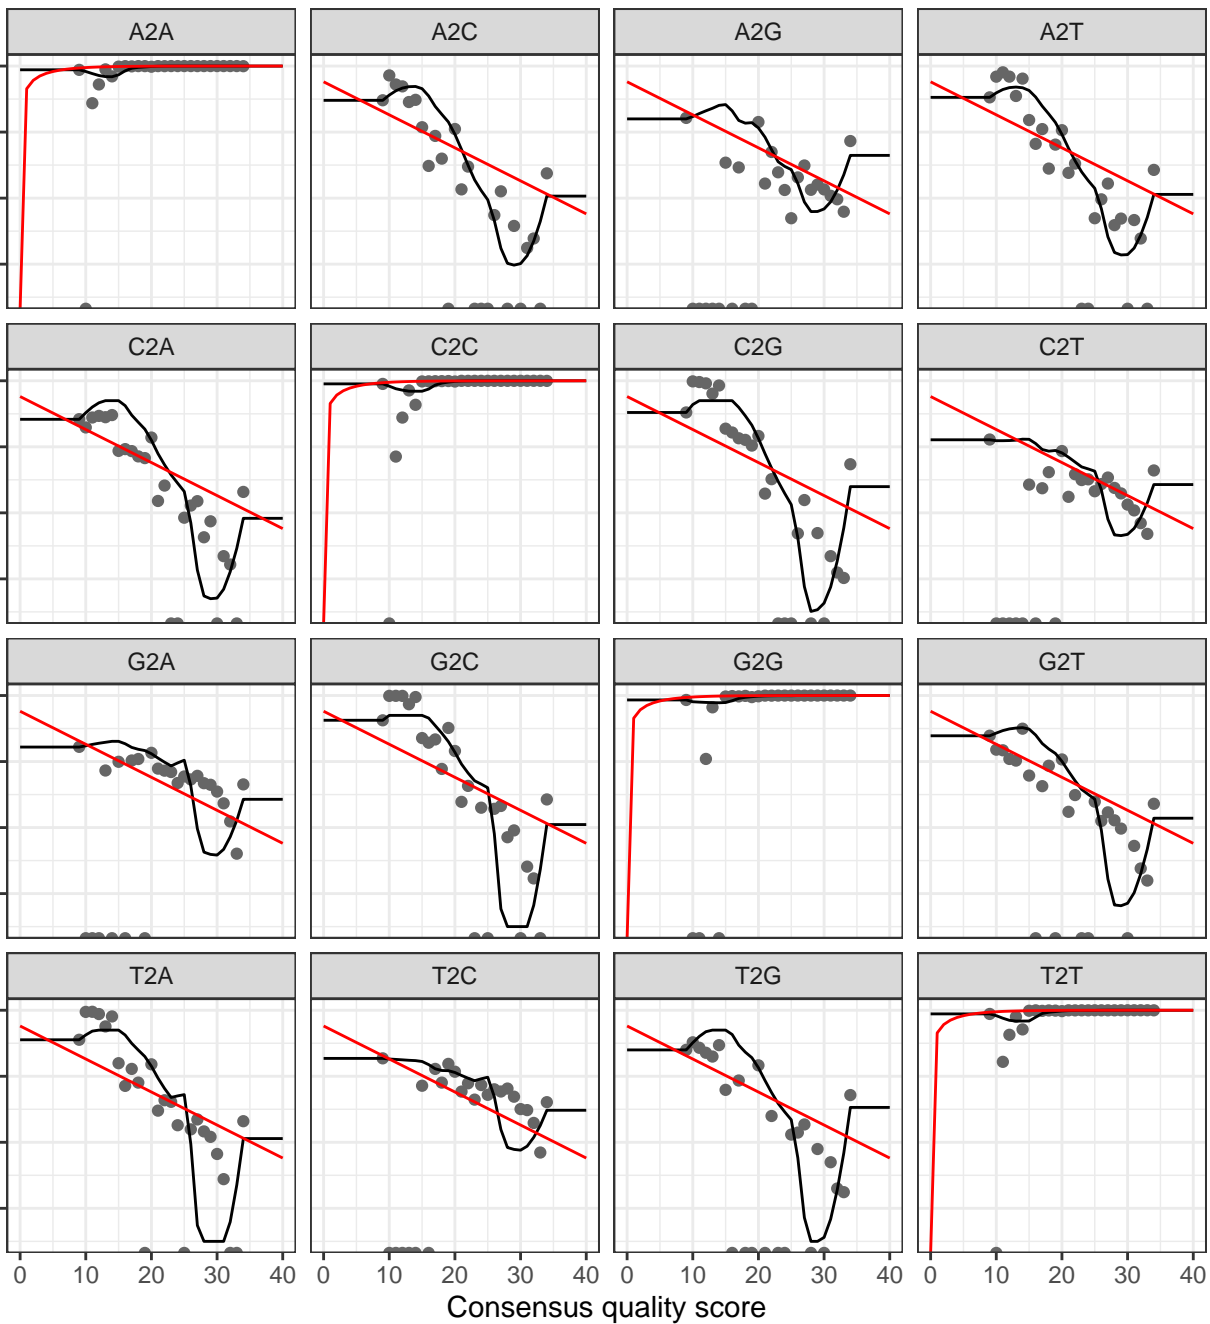 A2A A2C A2G A2T
C2A C2C C2G C2T
G2A G2C G2G G2T
T2A T2C T2G T2T
0 10 20 30 40 0 10 20 30 40 0 10 20 30 40 0 10 20 30 40
Consensus quality score